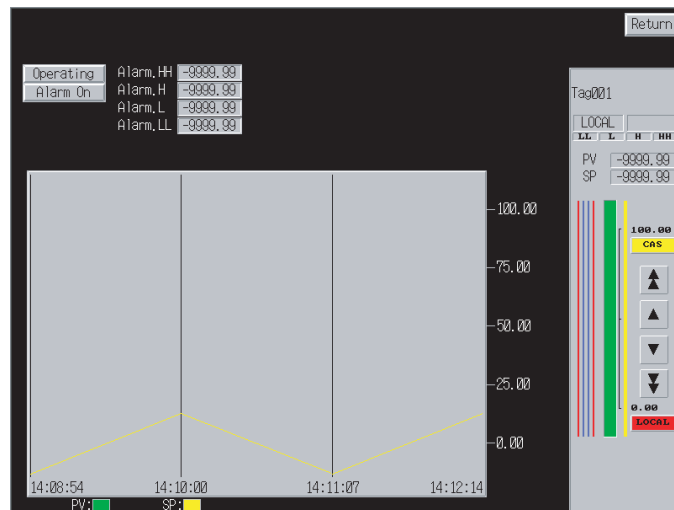 Return
Operating
Alarm On
Alarm.HH -9999.99
Alarm.H -9999.99
Alarm.L -9999.99
Alarm.LL -9999.99
Tag001
LOCAL
LL L H HH
PV -9999.99
SP -9999.99
100.00
75.00
50.00
25.00
0.00
14:08:54 14:10:00 14:11:07 14:12:14
PV: SP:
100.00
CAS
0.00
LOCAL